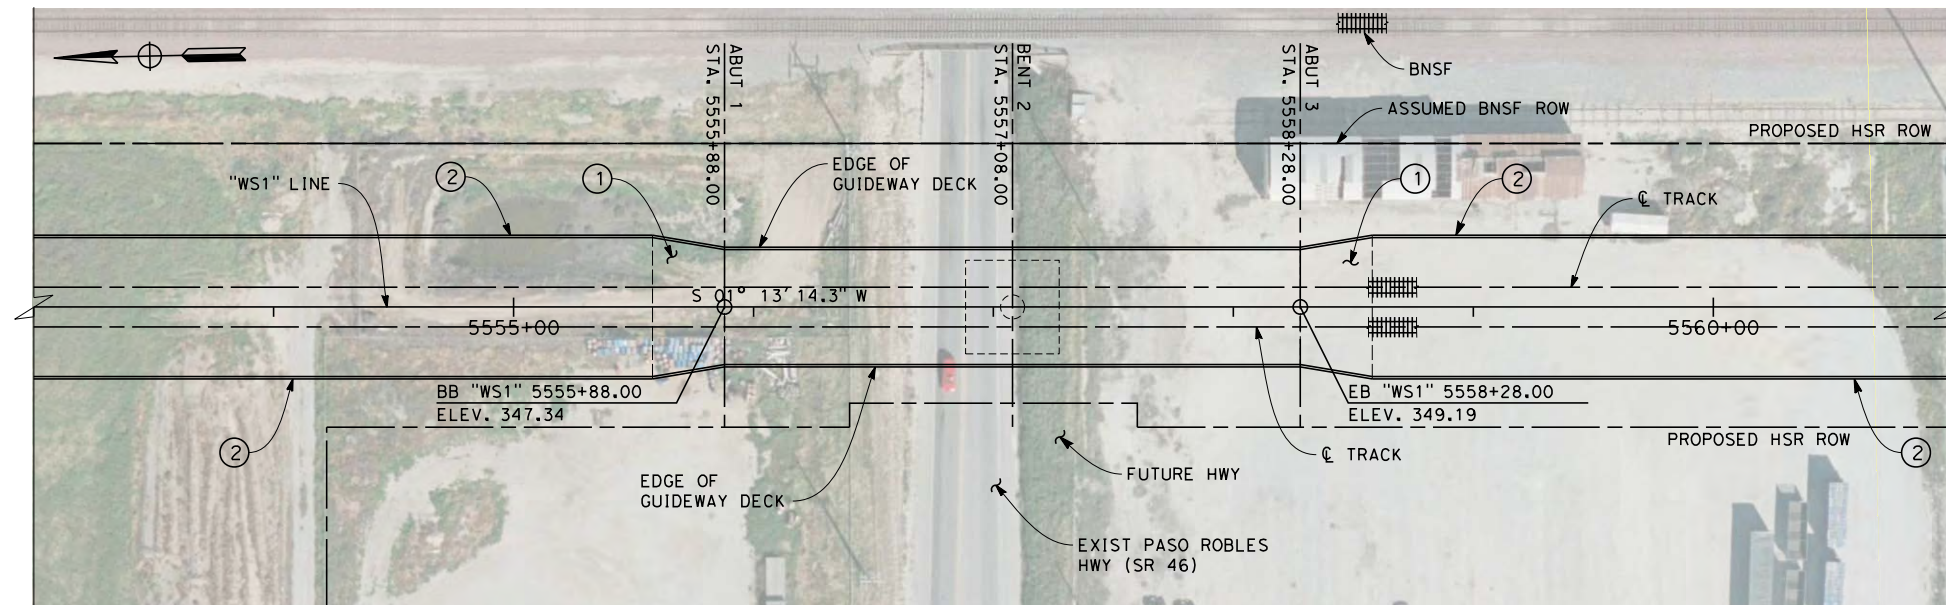 ABUT 1
STA. 5555+88.00
BENT 2
STA. 5557+08.00
ABUT 3
STA. 5558+28.00
BNSF
ASSUMED BNSF ROW
PROPOSED HSR ROW
"WS1" LINE
2
1
EDGE OF
GUIDEWAY DECK
1
2
℄ TRACK
S 01° 13' 14.3" W
5555+00
5560+00
BB "WS1" 5555+88.00
ELEV. 347.34
EB "WS1" 5558+28.00
ELEV. 349.19
2
EDGE OF
GUIDEWAY DECK
℄ TRACK
PROPOSED HSR ROW
2
FUTURE HWY
EXIST PASO ROBLES
HWY (SR 46)